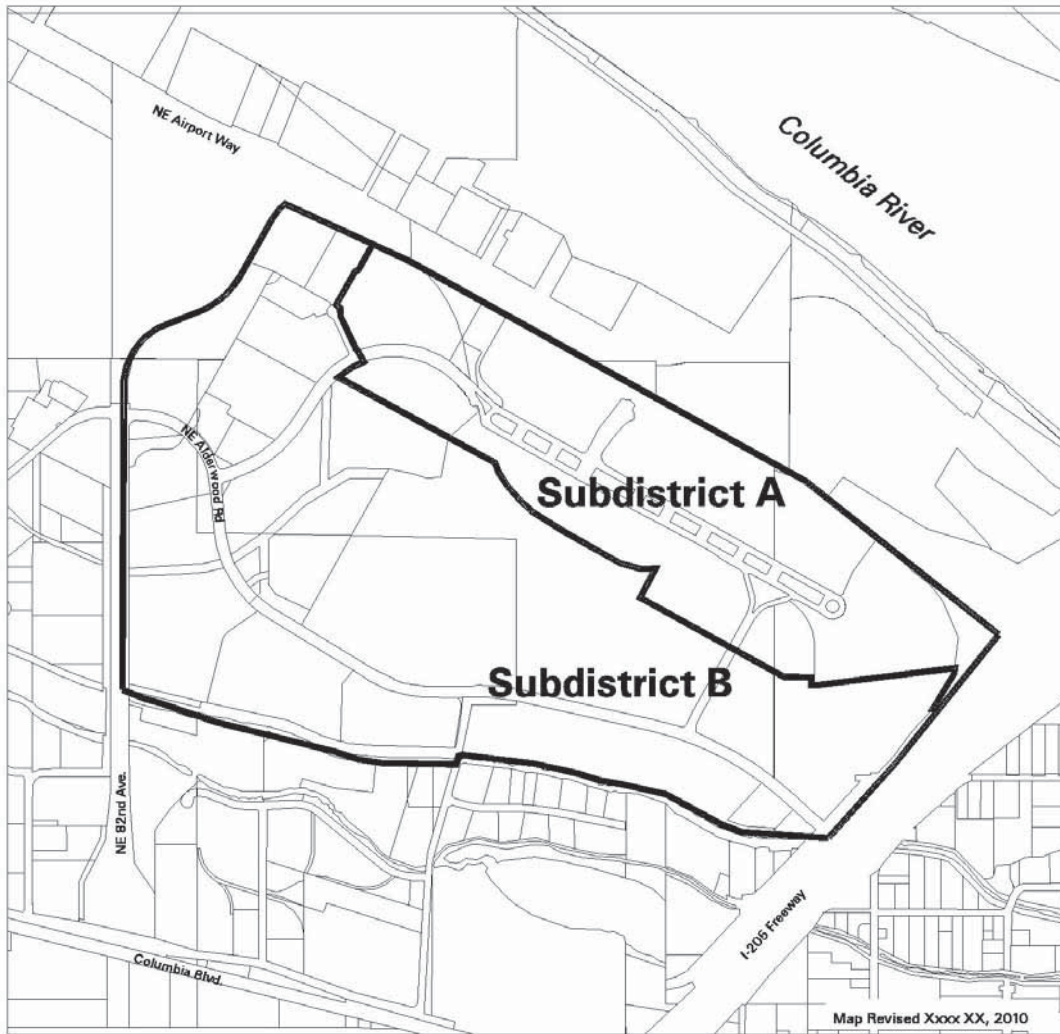 NE Airport Way
Columbia River
NE Alderwood Rd
Subdistrict A
Subdistrict B
NE 82nd Ave.
I-205 Freeway
Columbia Blvd.
Map Revised Xxxx XX, 2010